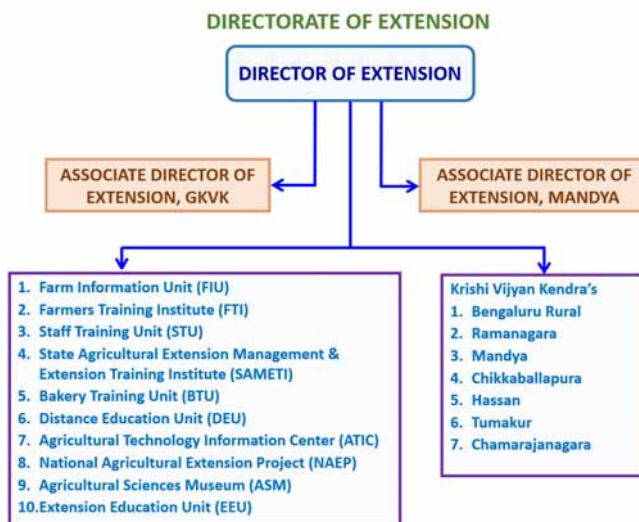 DIRECTORATE OF EXTENSION
DIRECTOR OF EXTENSION
ASSOCIATE DIRECTOR OF
EXTENSION, GKVK
ASSOCIATE DIRECTOR OF
EXTENSION, MANDYA
1. Farm Information Unit (FIU)
2. Farmers Training Institute (FTI)
3. Staff Training Unit (STU)
4. State Agricultural Extension Management &
Extension Training Institute (SAMETI)
5. Bakery Training Unit (BTU)
6. Distance Education Unit (DEU)
7. Agricultural Technology Information Center (ATIC)
8. National Agricultural Extension Project (NAEP)
9. Agricultural Sciences Museum (ASM)
10.Extension Education Unit (EEU)
Krishi Vijyan Kendra’s
1. Bengaluru Rural
2. Ramanagara
3. Mandya
4. Chikkaballapura
5. Hassan
6. Tumakur
7. Chamarajanagara